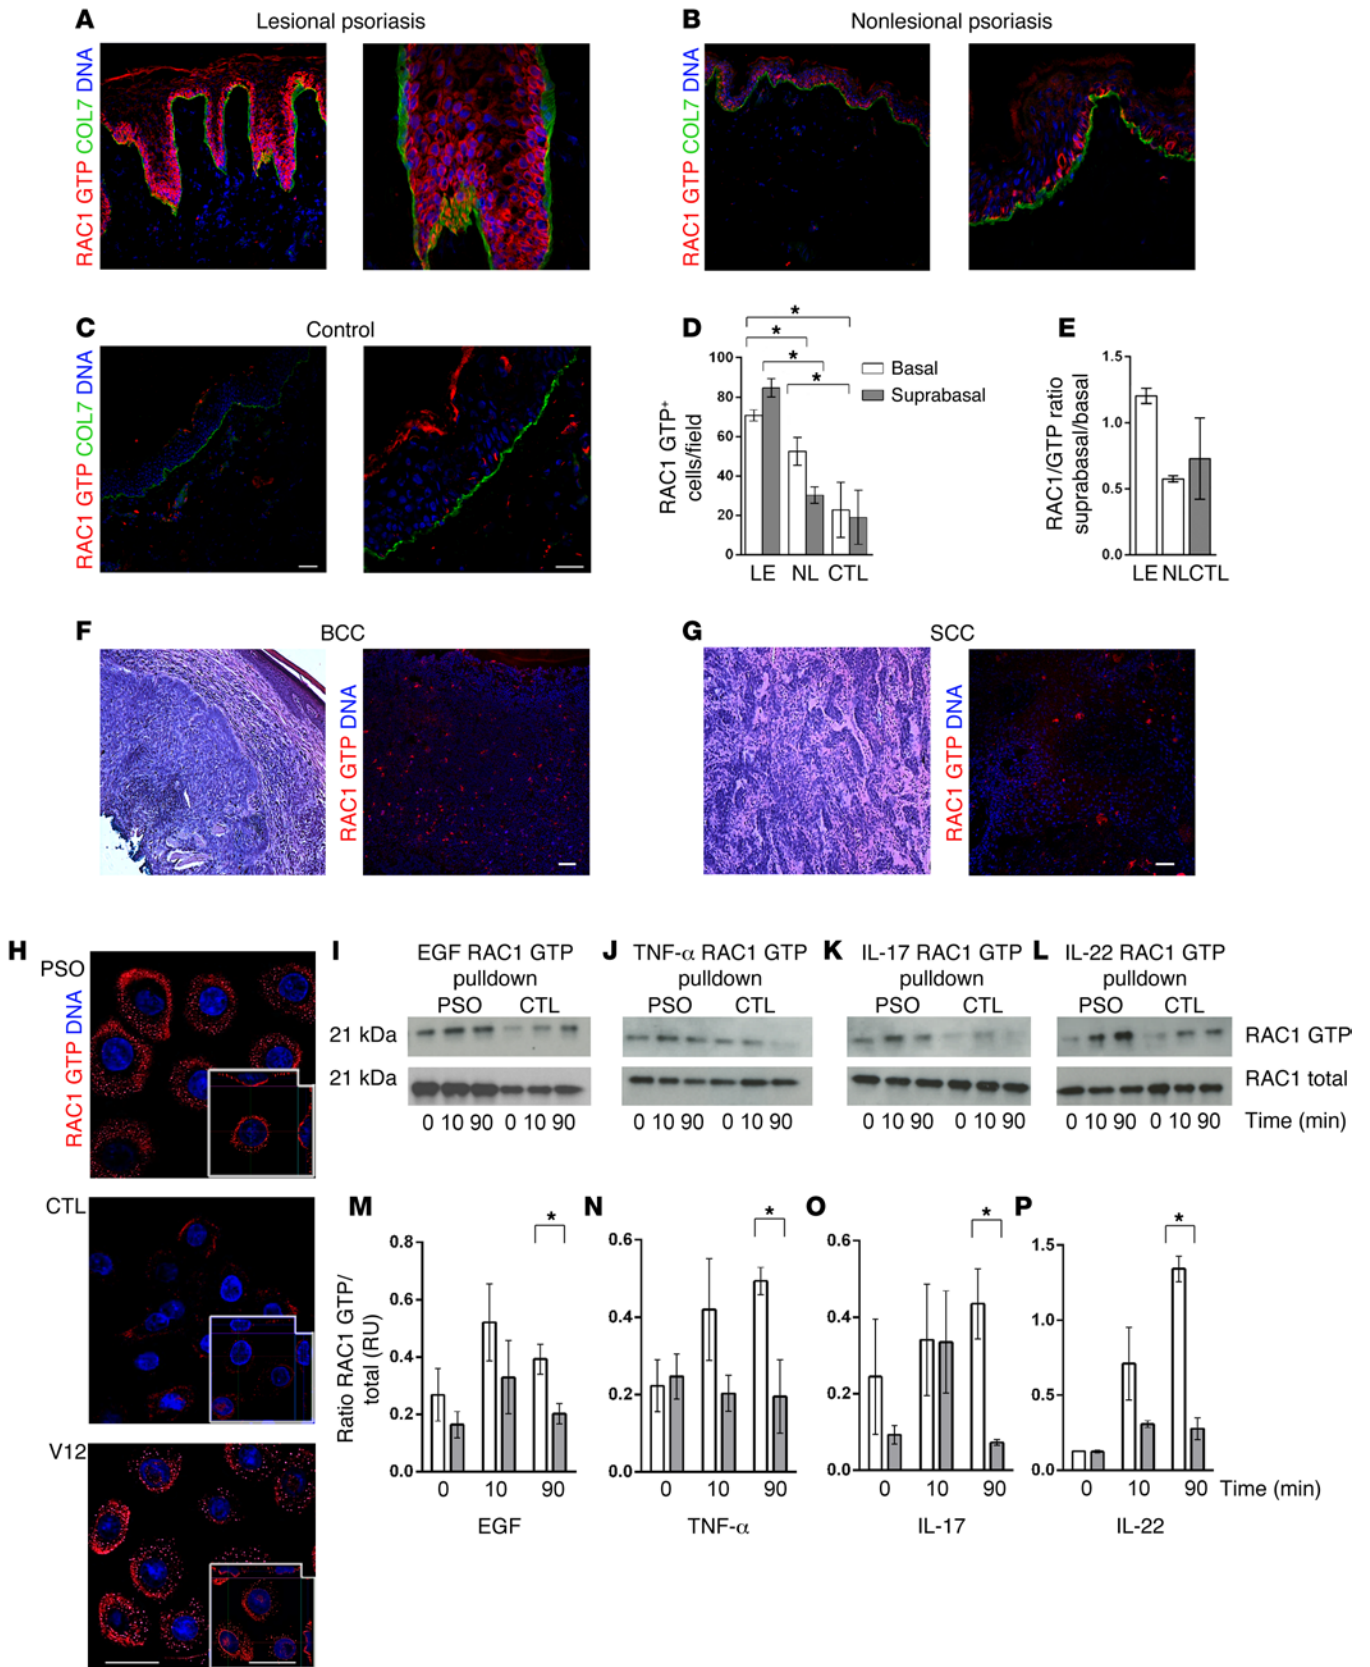 A
Lesional psoriasis
RAC1 GTP COL7 DNA
B
Nonlesional psoriasis
RAC1 GTP COL7 DNA
C
Control
RAC1 GTP COL7 DNA
D
RAC1 GTP+
cells/field
100
80
60
40
20
0
* * * *
Basal
Suprabasal
LE NL CTL
E
RAC1/GTP ratio
suprabasal/basal
1.5
1.0
0.5
0.0
LE NL CTL
F
BCC
RAC1 GTP DNA
G
SCC
RAC1 GTP DNA
H
PSO
RAC1 GTP DNA
CTL
V12
I
EGF RAC1 GTP
pulldown
PSO CTL
21 kDa
21 kDa
0 10 90 0 10 90
J
TNF-α RAC1 GTP
pulldown
PSO CTL
0 10 90 0 10 90
K
IL-17 RAC1 GTP
pulldown
PSO CTL
0 10 90 0 10 90
L
IL-22 RAC1 GTP
pulldown
PSO CTL
RAC1 GTP
RAC1 total
0 10 90 0 10 90
Time (min)
M
Ratio RAC1 GTP/
total (RU)
0.8
0.6
0.4
0.2
0.0
*
0 10 90
EGF
N
0.6
0.4
0.2
0.0
*
0 10 90
TNF-α
O
0.6
0.4
0.2
0.0
*
0 10 90
IL-17
P
1.5
1.0
0.5
0.0
*
0 10 90
Time (min)
IL-22